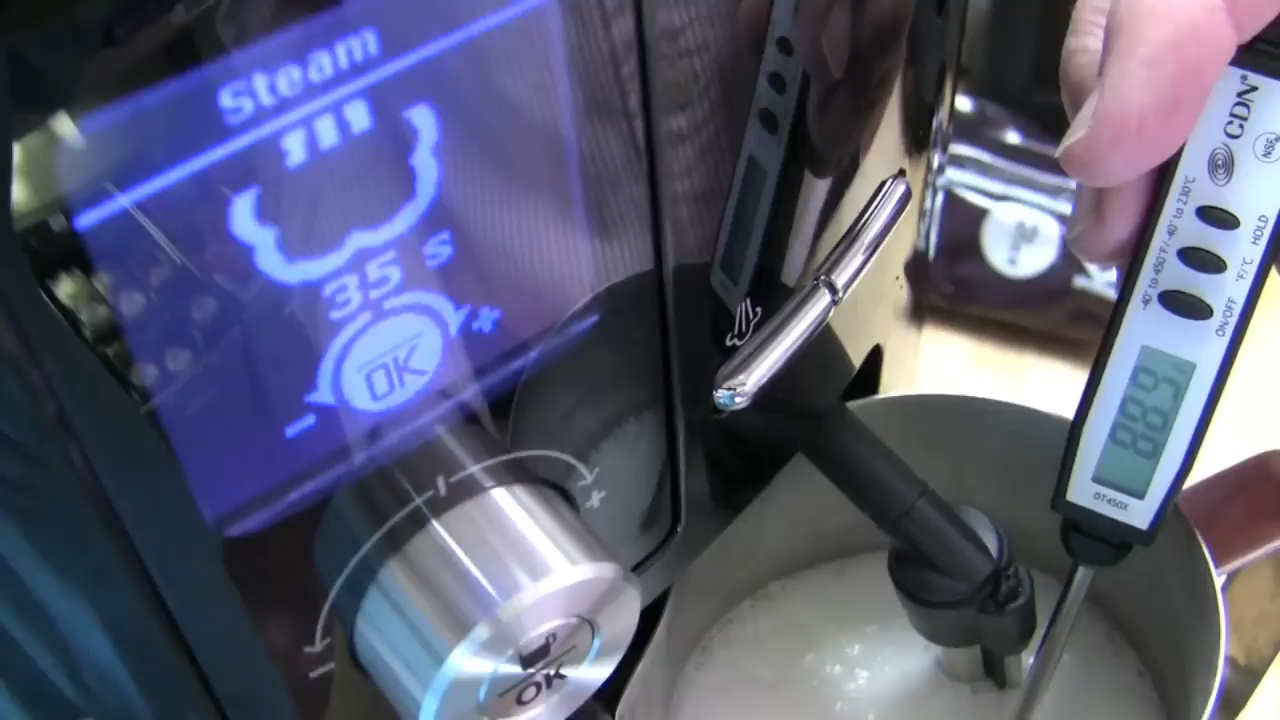 Steam
35 s
+
OK
-
+
-
OK
CDN®
NSF
-40° to 450°F/-40° to 230°C
ON/OFF °F/°C HOLD
DT450X